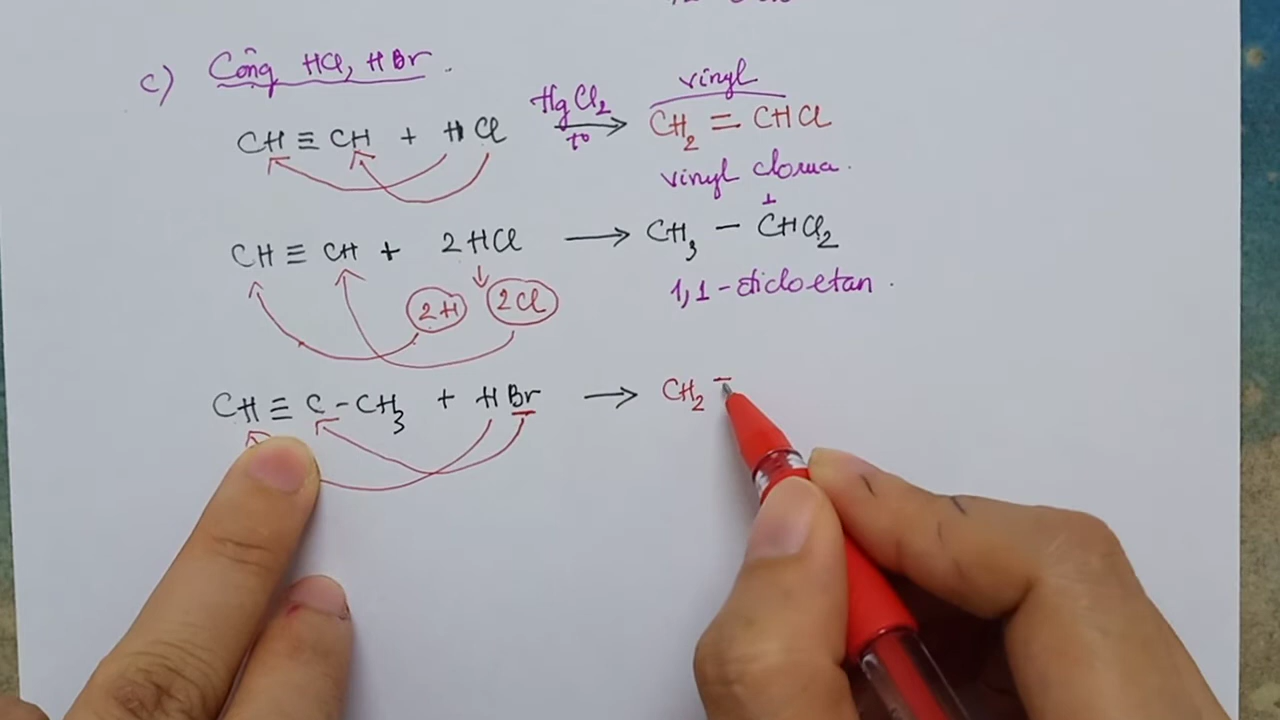 c) Cộng HCl, HBr.
CH ≡ CH + HCl HgCl2 t° → CH2 = CHCl
vinyl
vinyl clorua.
CH ≡ CH + 2HCl → CH3 - CHCl2
1
2H 2Cl
1,1-đicloetan.
CH ≡ C - CH3 + HBr → CH2 =